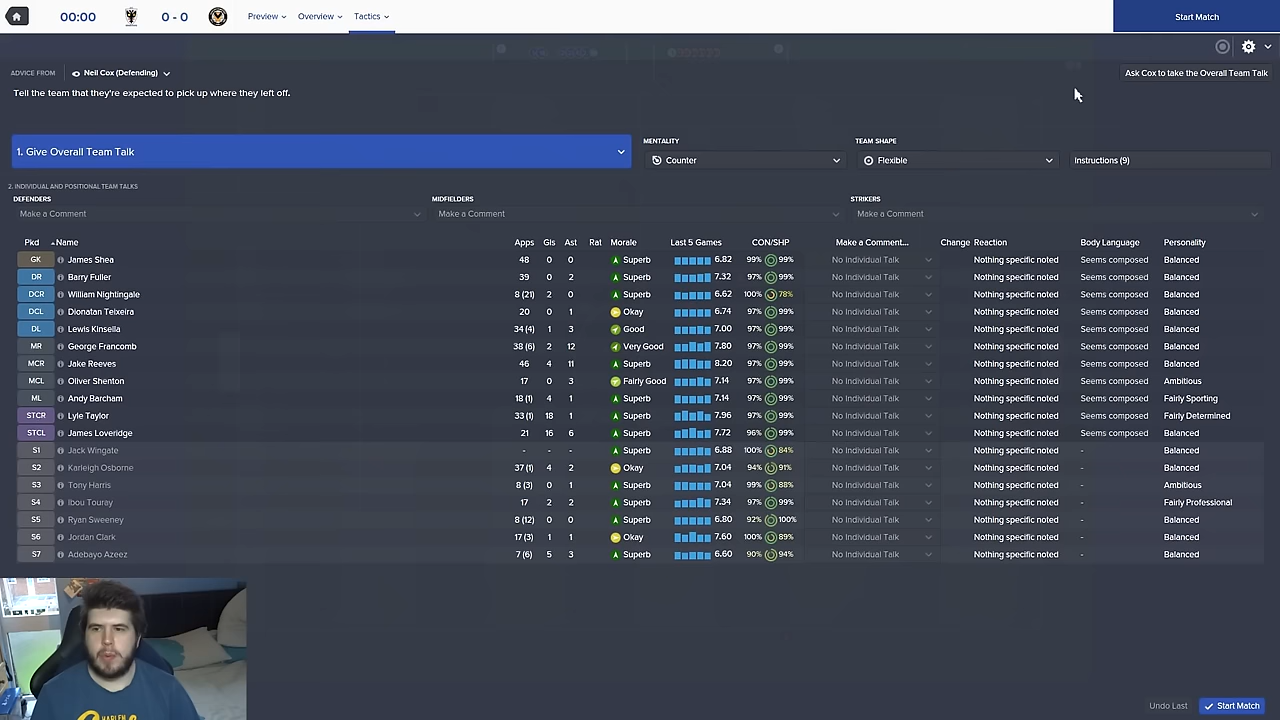 00:00 0 - 0 Preview Overview Tactics Start Match
ADVICE FROM Neil Cox (Defending) Ask Cox to take the Overall Team Talk
Tell the team that they're expected to pick up where they left off.
MENTALITY TEAM SHAPE
1. Give Overall Team Talk Counter Flexible Instructions (9)
2. INDIVIDUAL AND POSITIONAL TEAM TALKS
DEFENDERS MIDFIELDERS STRIKERS
Make a Comment Make a Comment Make a Comment
Pkd Name Apps Gls Ast Rat Morale Last 5 Games CON/SHP Make a Comment... Change Reaction Body Language Personality
GK James Shea 48 0 0 Superb 6.82 99% 99% No Individual Talk Nothing specific noted Seems composed Balanced
DR Barry Fuller 39 0 2 Superb 7.32 97% 99% No Individual Talk Nothing specific noted Seems composed Balanced
DCR William Nightingale 8 (21) 2 0 Superb 6.62 100% 78% No Individual Talk Nothing specific noted Seems composed Balanced
DCL Dionatan Teixeira 20 0 1 Okay 6.74 97% 99% No Individual Talk Nothing specific noted Seems composed Balanced
DL Lewis Kinsella 34 (4) 1 3 Good 7.00 97% 99% No Individual Talk Nothing specific noted Seems composed Balanced
MR George Francomb 38 (6) 2 12 Very Good 7.80 97% 99% No Individual Talk Nothing specific noted Seems composed Balanced
MCR Jake Reeves 46 4 11 Superb 8.20 97% 99% No Individual Talk Nothing specific noted Seems composed Balanced
MCL Oliver Shenton 17 0 3 Fairly Good 7.14 97% 99% No Individual Talk Nothing specific noted Seems composed Ambitious
ML Andy Barcham 18 (1) 4 1 Superb 7.14 97% 99% No Individual Talk Nothing specific noted Seems composed Fairly Sporting
STCR Lyle Taylor 33 (1) 18 1 Superb 7.96 97% 99% No Individual Talk Nothing specific noted Seems composed Fairly Determined
STCL James Loveridge 21 16 6 Superb 7.72 96% 99% No Individual Talk Nothing specific noted Seems composed Balanced
S1 Jack Wingate - - - Superb 6.88 100% 84% No Individual Talk Nothing specific noted - Balanced
S2 Karleigh Osborne 37 (1) 4 2 Okay 7.04 94% 91% No Individual Talk Nothing specific noted - Balanced
S3 Tony Harris 8 (3) 0 1 Superb 7.04 99% 88% No Individual Talk Nothing specific noted - Ambitious
S4 Ibou Touray 17 2 2 Superb 7.34 97% 99% No Individual Talk Nothing specific noted - Fairly Professional
S5 Ryan Sweeney 8 (12) 0 0 Superb 6.80 92% 100% No Individual Talk Nothing specific noted - Balanced
S6 Jordan Clark 17 (3) 1 1 Okay 7.60 100% 89% No Individual Talk Nothing specific noted - Balanced
S7 Adebayo Azeez 7 (6) 5 3 Superb 6.60 90% 94% No Individual Talk Nothing specific noted - Balanced
Undo Last Start Match